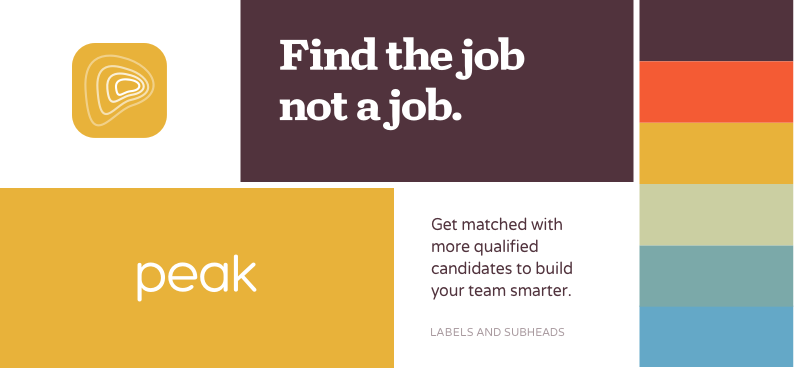 Find the job
not a job.
peak
Get matched with
more qualified
candidates to build
your team smarter.
LABELS AND SUBHEADS